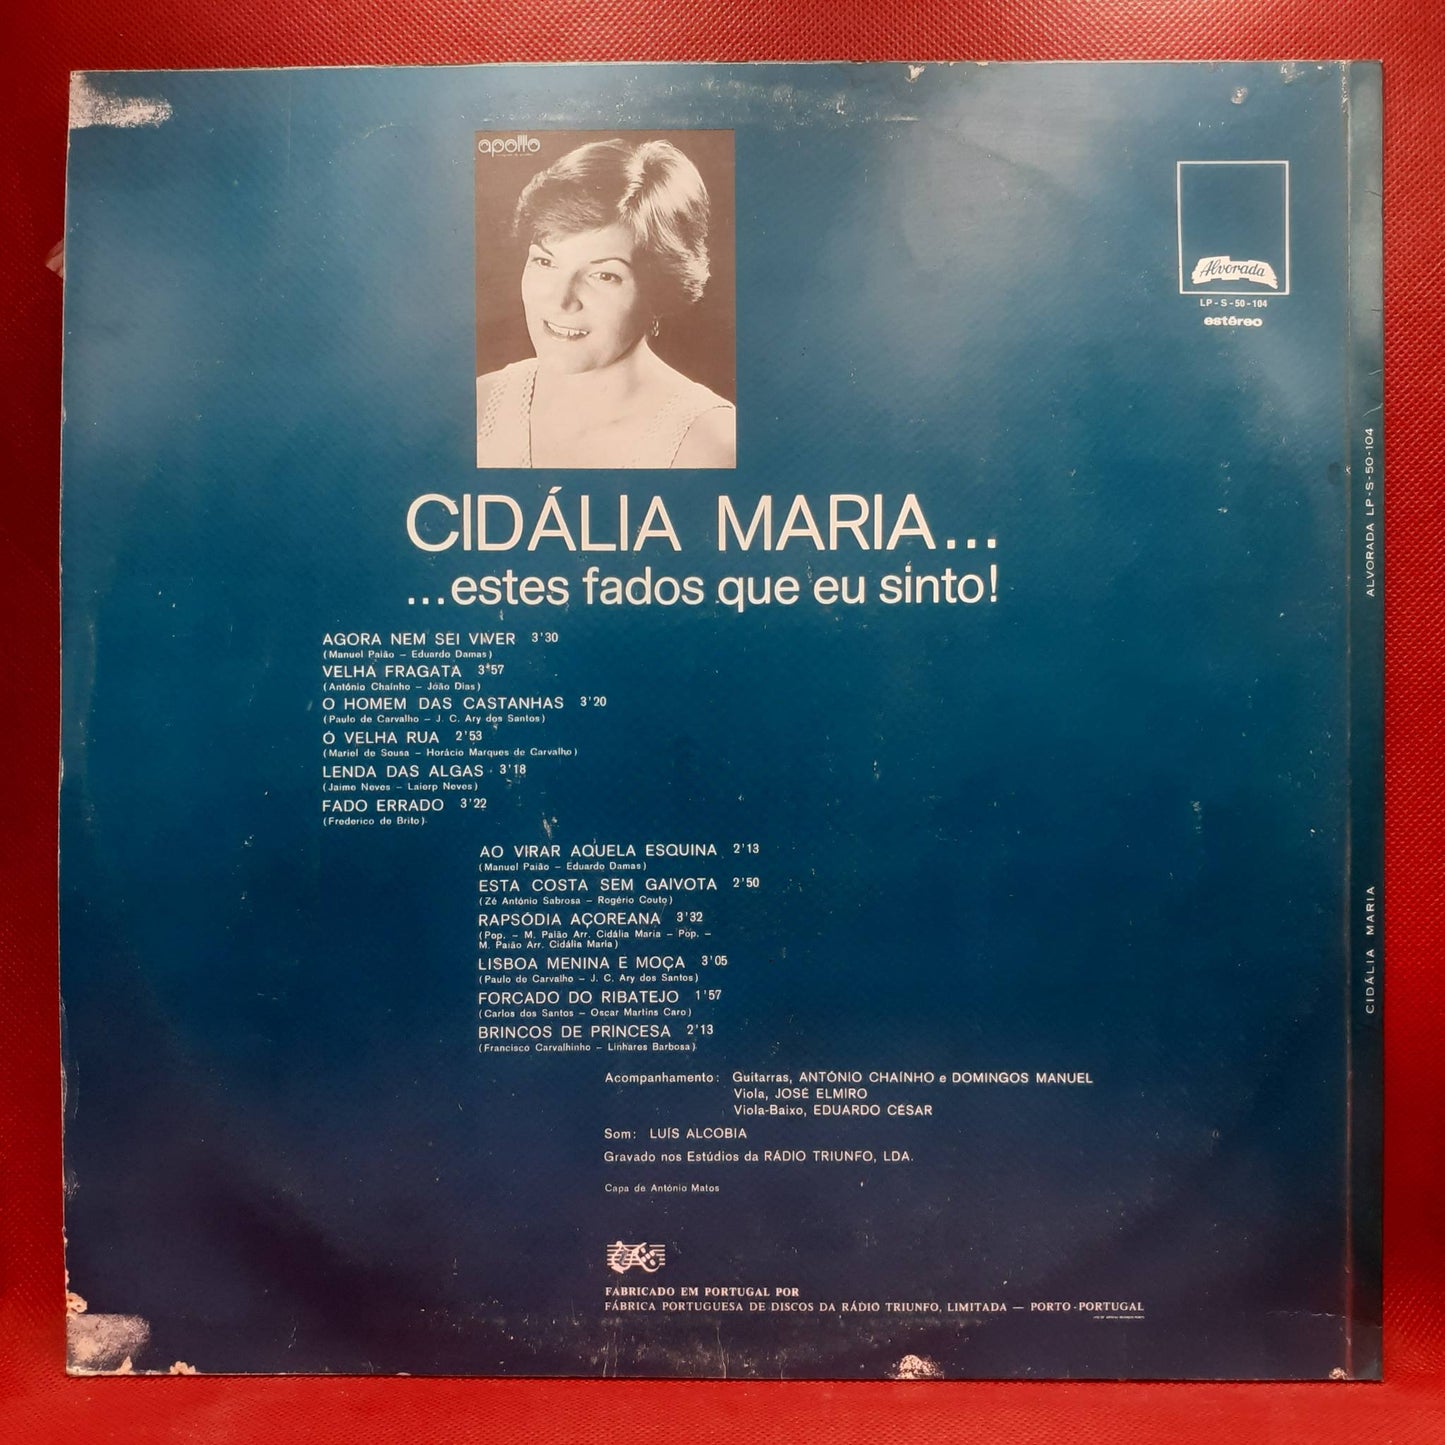 apolllo
Alvorada
LP-S-50-104
estéreo
CIDÁLIA MARIA...
...estes fados que eu sinto!
AGORA NEM SEI VIVER 3'30
(Manuel Paião – Eduardo Damas)
VELHA FRAGATA 3'57
(António Chaínho – João Dias)
O HOMEM DAS CASTANHAS 3'20
(Paulo de Carvalho – J. C. Ary dos Santos)
Ó VELHA RUA 2'53
(Mariel de Sousa – Horácio Marques de Carvalho)
LENDA DAS ALGAS 3'18
(Jaime Neves – Laierp Neves)
FADO ERRADO 3'22
(Frederico de Brito)
AO VIRAR AQUELA ESQUINA 2'13
(Manuel Paião – Eduardo Damas)
ESTA COSTA SEM GAIVOTA 2'50
(Zé António Sabrosa – Rogério Couto)
RAPSÓDIA AÇOREANA 3'32
(Pop. – M. Paião Arr. Cidália Maria – Pop. –
M. Paião Arr. Cidália Maria)
LISBOA MENINA E MOÇA 3'05
(Paulo de Carvalho – J. C. Ary dos Santos)
FORCADO DO RIBATEJO 1'57
(Carlos dos Santos – Oscar Martins Caro)
BRINCOS DE PRINCESA 2'13
(Francisco Carvalhinho – Linhares Barbosa)
Acompanhamento: Guitarras, ANTÓNIO CHAÍNHO e DOMINGOS MANUEL
Viola, JOSÉ ELMIRO
Viola-Baixo, EDUARDO CÉSAR
Som: LUÍS ALCOBIA
Gravado nos Estúdios da RÁDIO TRIUNFO, LDA.
Capa de António Matos
FABRICADO EM PORTUGAL POR
FÁBRICA PORTUGUESA DE DISCOS DA RÁDIO TRIUNFO, LIMITADA — PORTO-PORTUGAL
ALVORADA LP-S-50-104
CIDÁLIA MARIA